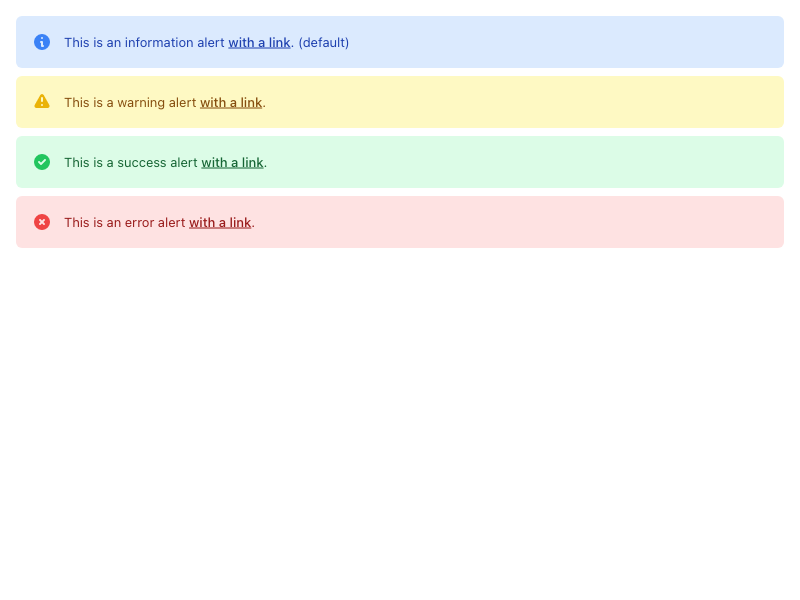 This is an information alert with a link. (default)
This is a warning alert with a link.
This is a success alert with a link.
This is an error alert with a link.